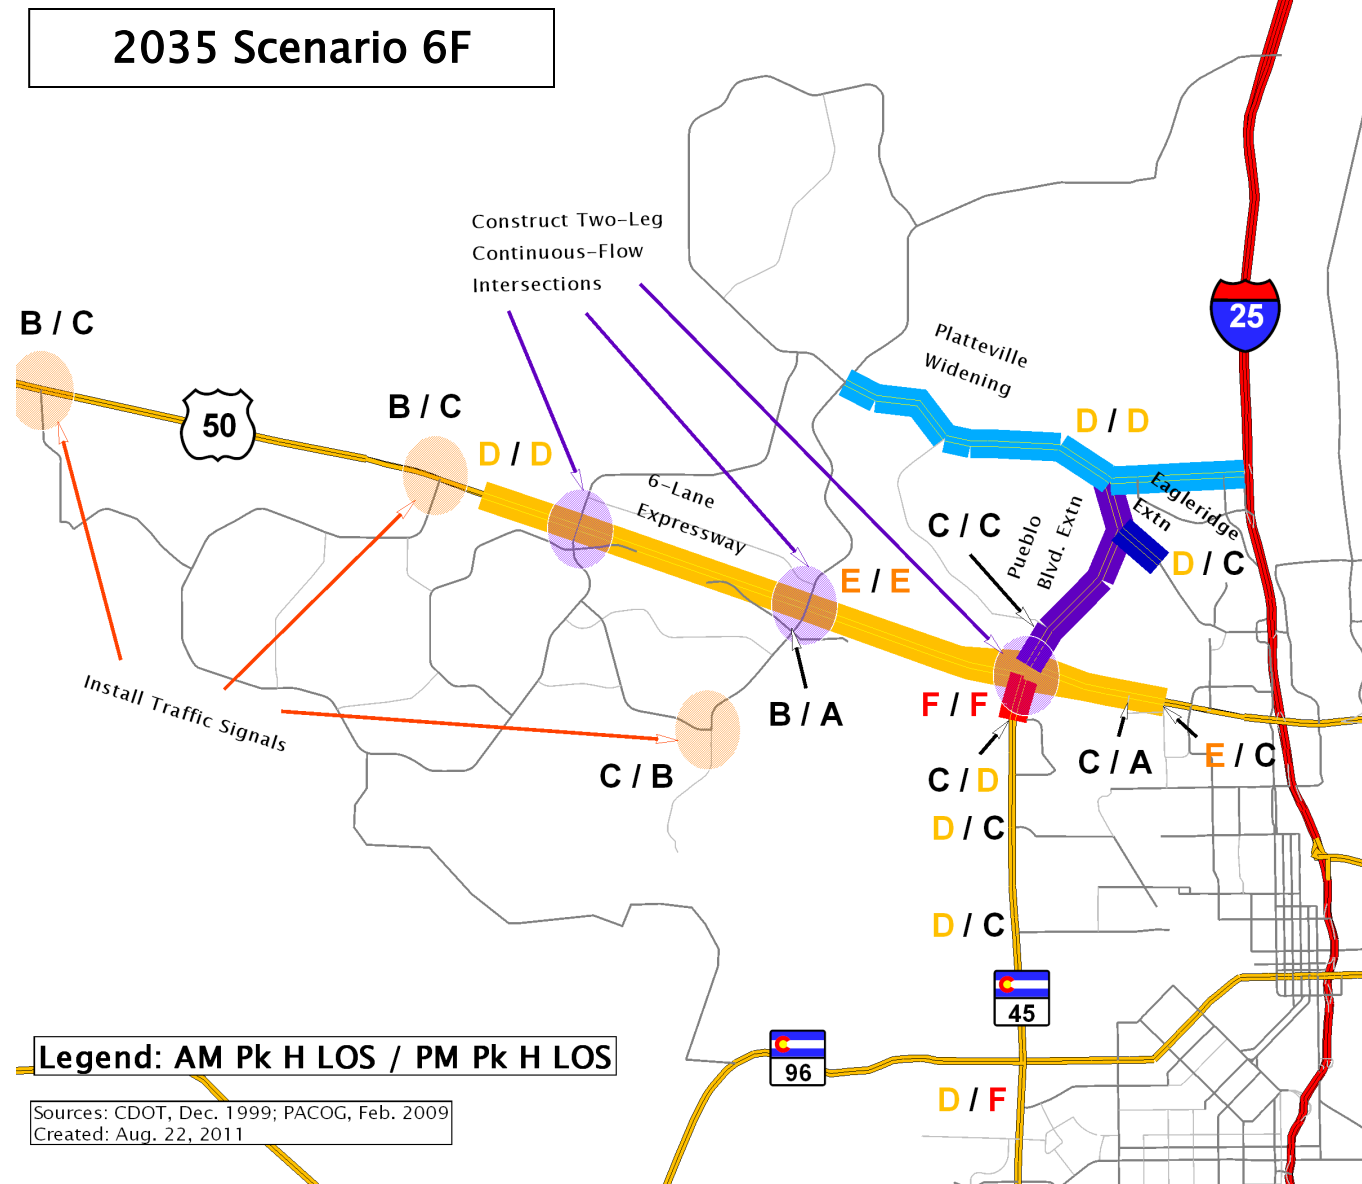 2035 Scenario 6F
Construct Two-Leg
Continuous-Flow
Intersections
B / C
25
Platteville
Widening
50
B / C
D / D
D / D
6-Lane
Expressway
Eagleridge
Extn
Pueblo
Blvd. Extn
C / C
D / C
E / E
Install Traffic Signals
B / A
F / F
C / B
C / D
C / A
E / C
D / C
D / C
45
96
Legend: AM Pk H LOS / PM Pk H LOS
D / F
Sources: CDOT, Dec. 1999; PACOG, Feb. 2009
Created: Aug. 22, 2011